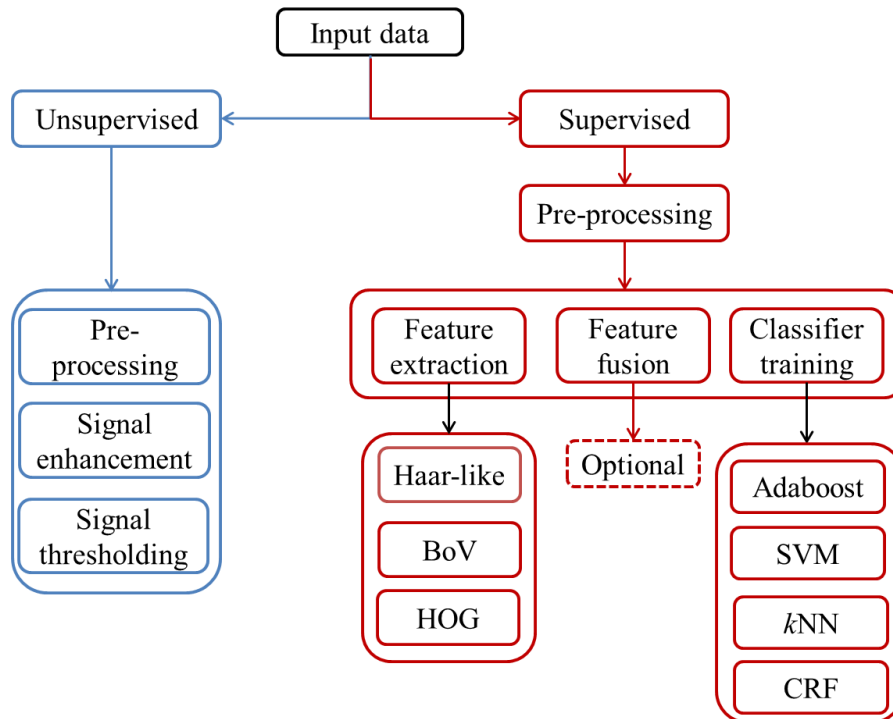 Input data
Unsupervised
Supervised
Pre-processing
Pre-
processing
Signal
enhancement
Signal
thresholding
Feature
extraction
Feature
fusion
Classifier
training
Haar-like
BoV
HOG
Optional
Adaboost
SVM
kNN
CRF